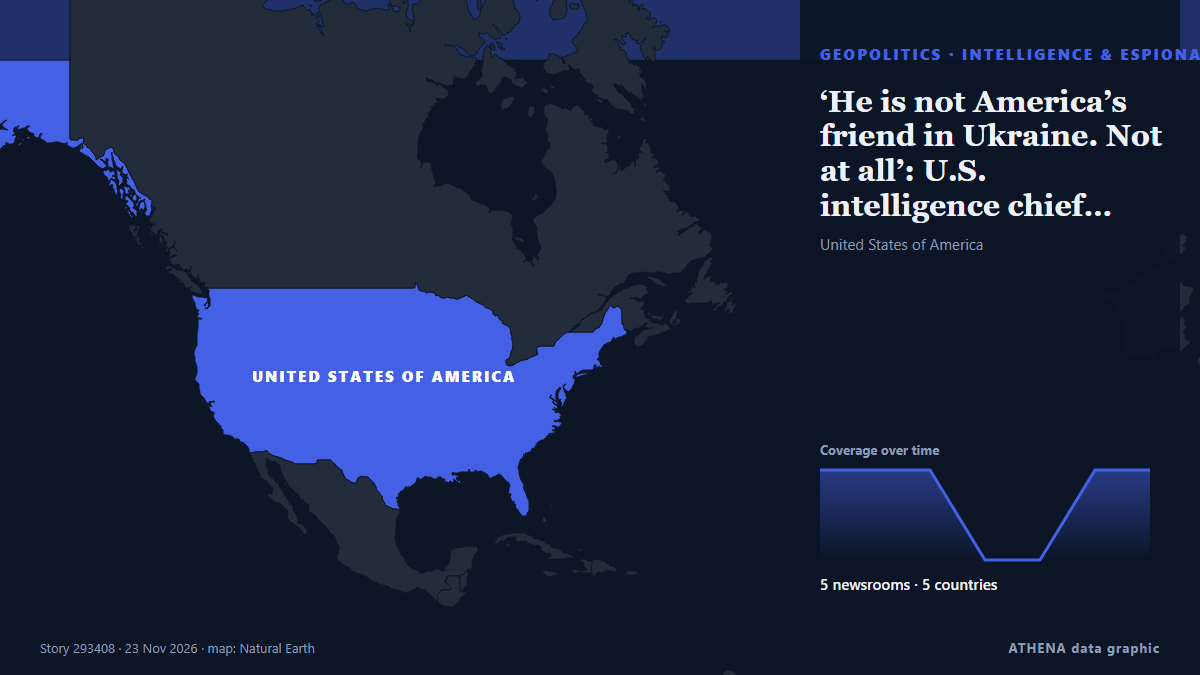 GEOPOLITICS · INTELLIGENCE & ESPIONA
‘He is not America’s
friend in Ukraine. Not
at all’: U.S.
intelligence chief...
United States of America
UNITED STATES OF AMERICA
Coverage over time
5 newsrooms · 5 countries
Story 293408 · 23 Nov 2026 · map: Natural Earth
ATHENA data graphic